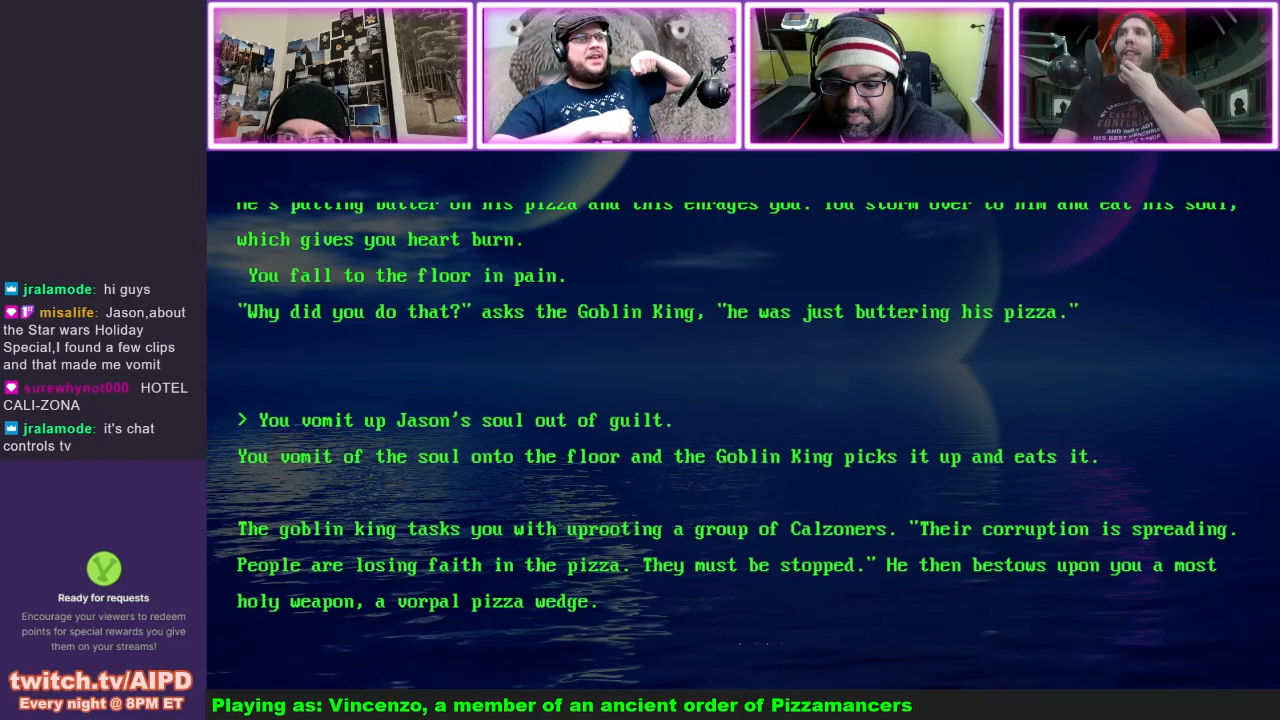 He's putting butter on his pizza and this enrages you. You storm over to him and eat his soul,
which gives you heart burn.
You fall to the floor in pain.
"Why did you do that?" asks the Goblin King, "he was just buttering his pizza."
> You vomit up Jason's soul out of guilt.
You vomit of the soul onto the floor and the Goblin King picks it up and eats it.
The goblin king tasks you with uprooting a group of Calzoners. "Their corruption is spreading.
People are losing faith in the pizza. They must be stopped." He then bestows upon you a most
holy weapon, a vorpal pizza wedge.
jralamode: hi guys
misalife: Jason,about
the Star wars Holiday
Special,I found a few clips
and that made me vomit
surewhynot000 HOTEL
CALI-ZONA
jralamode: it's chat
controls tv
Ready for requests
Encourage your viewers to redeem
points for special rewards you give
them on your streams!
twitch.tv/AIPD
Every night @ 8PM ET
Playing as: Vincenzo, a member of an ancient order of Pizzamancers